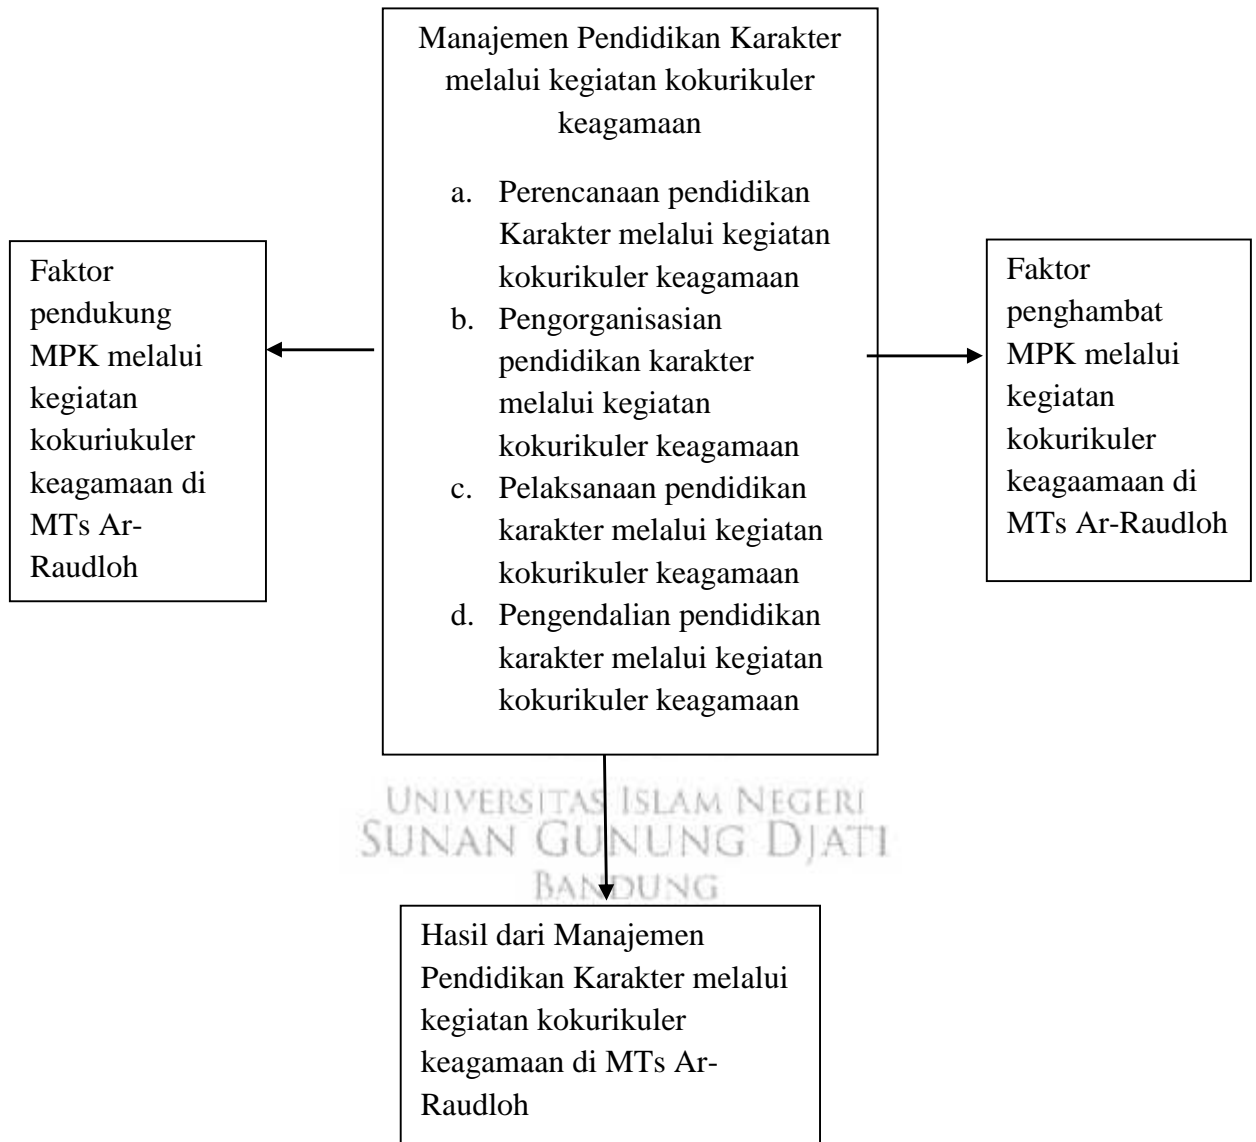 Manajemen Pendidikan Karakter
melalui kegiatan kokurikuler
keagamaan
a. Perencanaan pendidikan
Karakter melalui kegiatan
kokurikuler keagamaan
b. Pengorganisasian
pendidikan karakter
melalui kegiatan
kokurikuler keagamaan
c. Pelaksanaan pendidikan
karakter melalui kegiatan
kokurikuler keagamaan
d. Pengendalian pendidikan
karakter melalui kegiatan
kokurikuler keagamaan
Faktor
pendukung
MPK melalui
kegiatan
kokuriukuler
keagamaan di
MTs Ar-
Raudloh
Faktor
penghambat
MPK melalui
kegiatan
kokurikuler
keagaamaan di
MTs Ar-Raudloh
UNIVERSITAS ISLAM NEGERI
SUNAN GUNUNG DJATI
BANDUNG
Hasil dari Manajemen
Pendidikan Karakter melalui
kegiatan kokurikuler
keagamaan di MTs Ar-
Raudloh